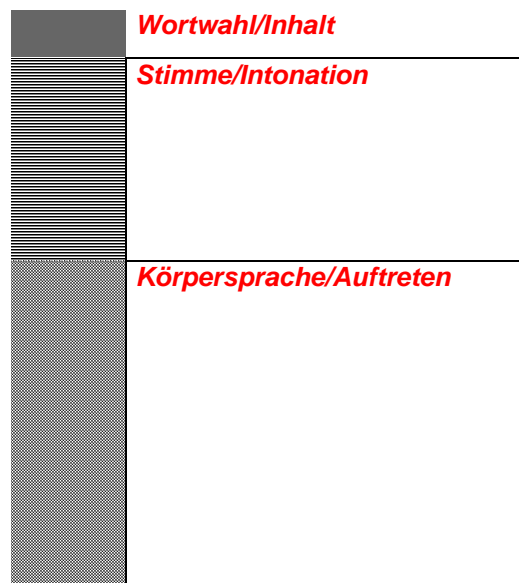 Wortwahl/Inhalt
Stimme/Intonation
Körpersprache/Auftreten